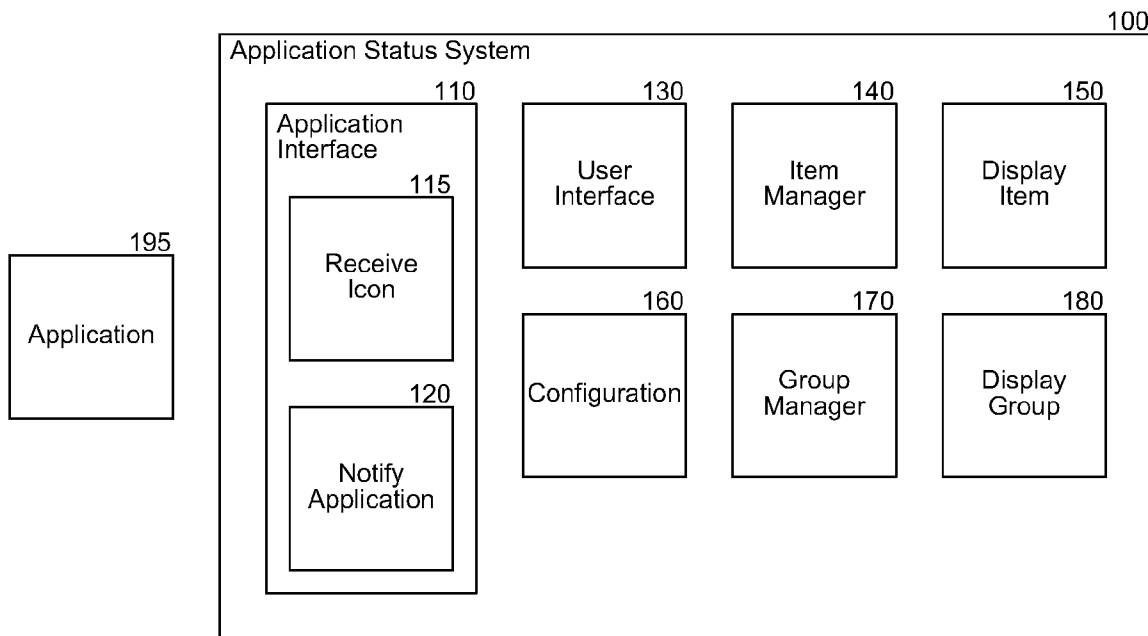 100
Application Status System
110
Application
Interface
115
Receive
Icon
120
Notify
Application
130
User
Interface
140
Item
Manager
150
Display
Item
160
Configuration
170
Group
Manager
180
Display
Group
195
Application